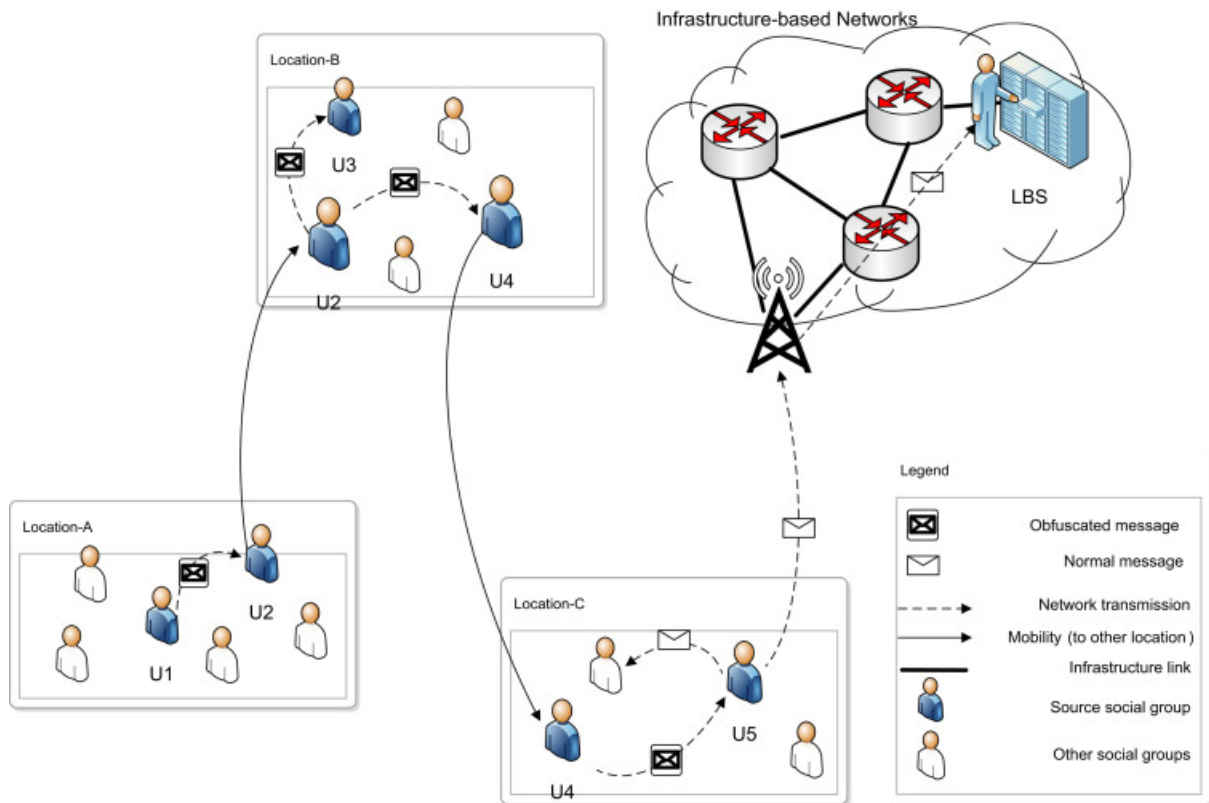 Infrastructure-based Networks
Location-B
U3
U2
U4
LBS
Location-A
U1
U2
Location-C
U4
U5
Legend
Obfuscated message
Normal message
Network transmission
Mobility (to other location )
Infrastructure link
Source social group
Other social groups